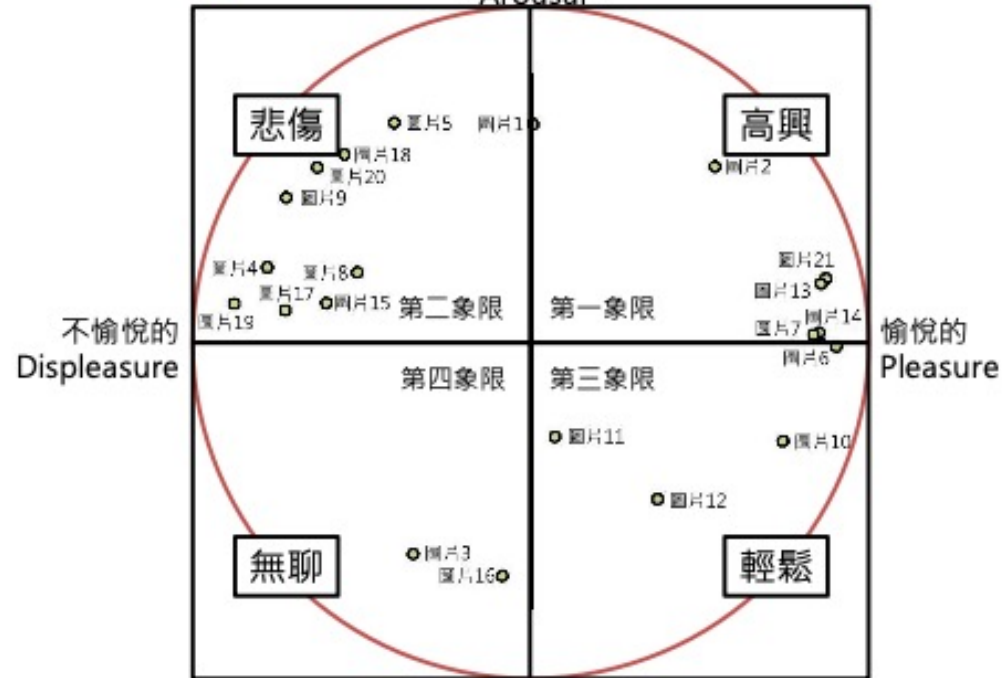 Arousal
悲傷
高興
圖片5
圖片1
圖片18
圖片20
圖片9
圖片2
圖片4
圖片8
圖片17
圖片15
圖片19
圖片21
圖片13
圖片14
圖片7
圖片6
第二象限
第一象限
不愉悅的
Displeasure
愉悅的
Pleasure
第四象限
第三象限
圖片11
圖片10
圖片12
圖片3
圖片16
無聊
輕鬆